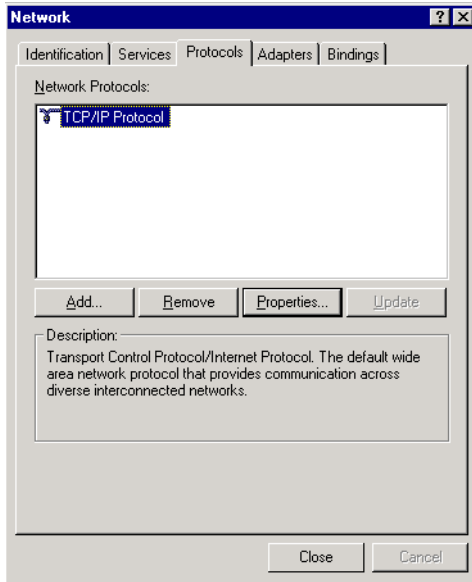 Network
Identification Services Protocols Adapters Bindings
Network Protocols:
TCP/IP Protocol
Add... Remove Properties... Update
Description:
Transport Control Protocol/Internet Protocol. The default wide
area network protocol that provides communication across
diverse interconnected networks.
Close Cancel